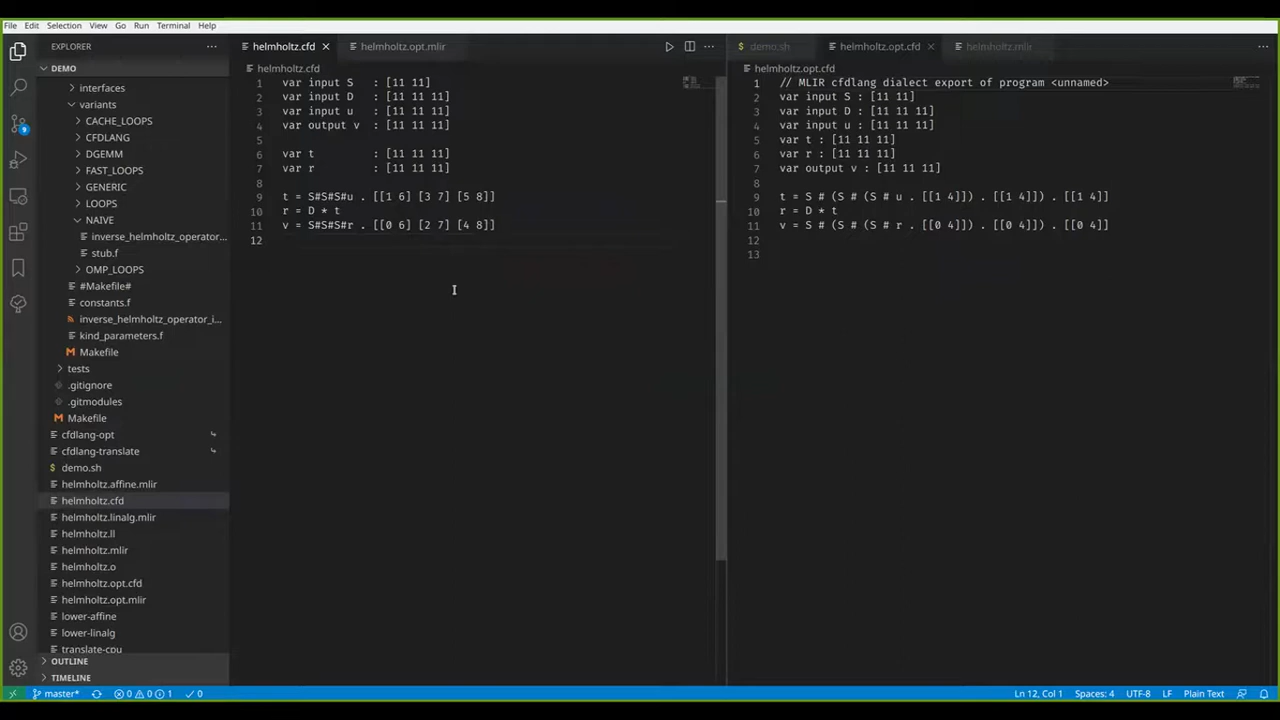 File Edit Selection View Go Run Terminal Help
EXPLORER
DEMO
interfaces
variants
CACHE_LOOPS
CFDLANG
DGEMM
FAST_LOOPS
GENERIC
LOOPS
NAIVE
inverse_helmholtz_operator...
stub.f
OMP_LOOPS
#Makefile#
constants.f
inverse_helmholtz_operator_i...
kind_parameters.f
Makefile
tests
.gitignore
.gitmodules
Makefile
cfdlang-opt
cfdlang-translate
demo.sh
helmholtz.affine.mlir
helmholtz.cfd
helmholtz.linalg.mlir
helmholtz.ll
helmholtz.mlir
helmholtz.o
helmholtz.opt.cfd
helmholtz.opt.mlir
lower-affine
lower-linalg
translate-cpu
OUTLINE
TIMELINE
helmholtz.cfd helmholtz.opt.mlir
helmholtz.cfd
1 var input S : [11 11]
2 var input D : [11 11 11]
3 var input u : [11 11 11]
4 var output v : [11 11 11]
5
6 var t : [11 11 11]
7 var r : [11 11 11]
8
9 t = S#S#S#u . [[1 6] [3 7] [5 8]]
10 r = D * t
11 v = S#S#S#r . [[0 6] [2 7] [4 8]]
12
demo.sh helmholtz.opt.cfd helmholtz.mlir
helmholtz.opt.cfd
1 // MLIR cfdlang dialect export of program <unnamed>
2 var input S : [11 11]
3 var input D : [11 11 11]
4 var input u : [11 11 11]
5 var t : [11 11 11]
6 var r : [11 11 11]
7 var output v : [11 11 11]
8
9 t = S # (S # (S # u . [[1 4]]) . [[1 4]]) . [[1 4]]
10 r = D * t
11 v = S # (S # (S # r . [[0 4]]) . [[0 4]]) . [[0 4]]
12
13
9
master* 0 0 1 0 Ln 12, Col 1 Spaces: 4 UTF-8 LF Plain Text